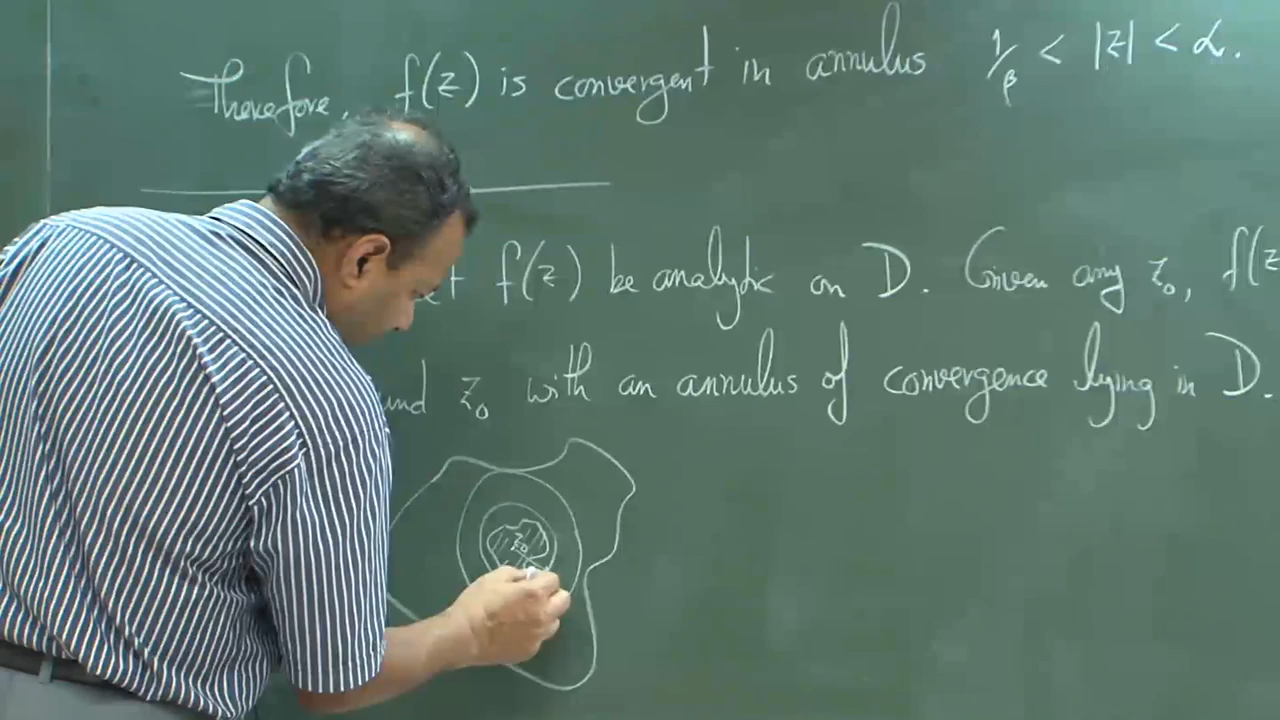 Therefore, f(z) is convergent in annulus 1/β < |z| < α.
f(z) be analytic on D. Given any z₀, f(z
z₀ with an annulus of convergence lying in D.
z₀